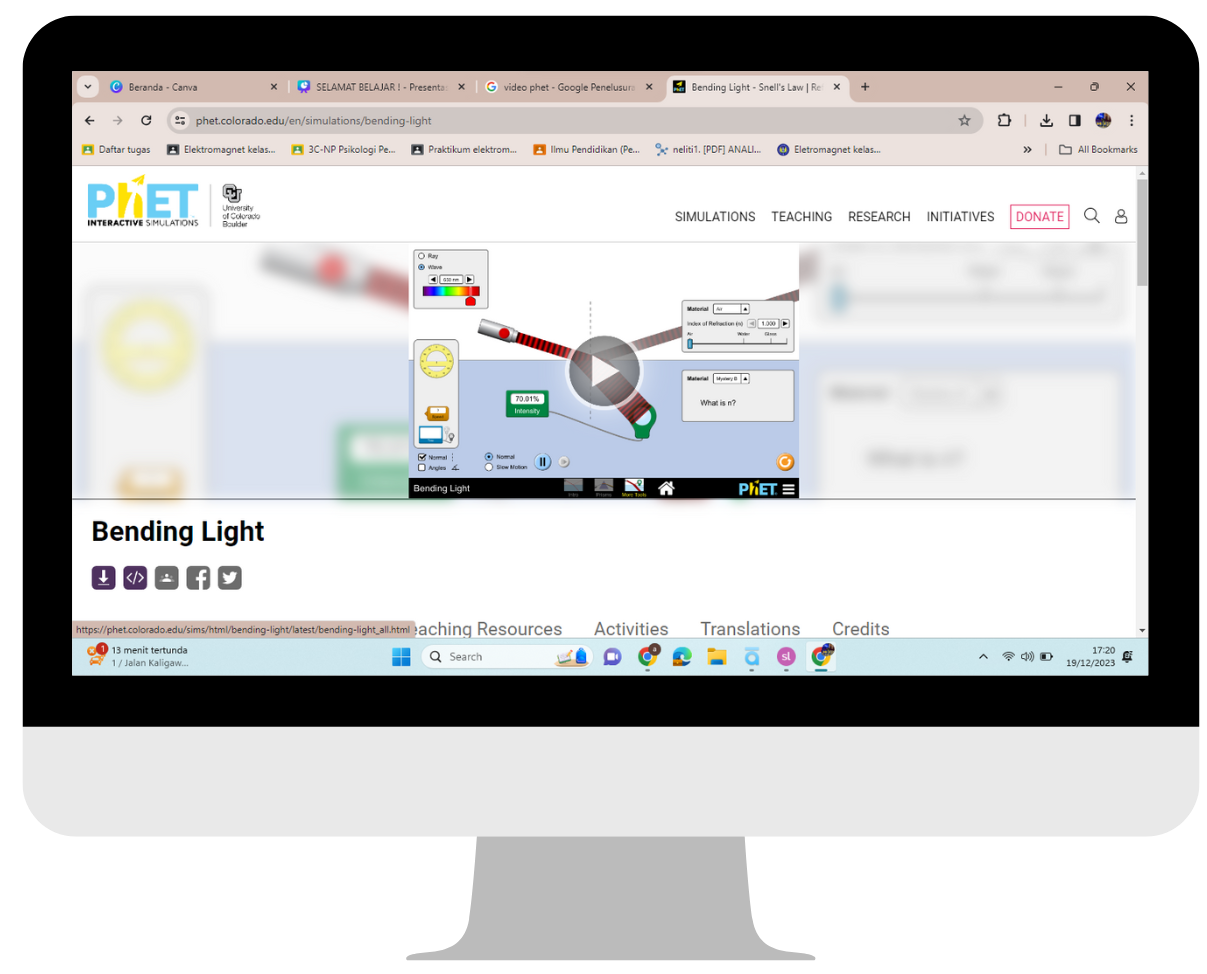 Beranda - Canva
SELAMAT BELAJAR ! - Presenta
video phet - Google Penelusura
Bending Light - Snell's Law | Re
phet.colorado.edu/en/simulations/bending-light
Daftar tugas
Elektromagnet kelas...
3C-NP Psikologi Pe...
Praktikum elektrom...
Ilmu Pendidikan (Pe...
neliti1. [PDF] ANALI...
Eletromagnet kelas...
All Bookmarks
PhET
INTERACTIVE SIMULATIONS
CU
University
of Colorado
Boulder
SIMULATIONS TEACHING RESEARCH INITIATIVES DONATE
Ray
Wave
650 nm
Material Air
Index of Refraction (n) 1.000
Air Water Glass
Material Mystery B
What is n?
70.01%
Intensity
Speed
Time
Normal
Angles
Normal
Slow Motion
Bending Light
Intro Prisms More Tools
PhET
Bending Light
https://phet.colorado.edu/sims/html/bending-light/latest/bending-light_all.html
eaching Resources Activities Translations Credits
1
13 menit tertunda
1 / Jalan Kaligaw...
Search
sl
17:20
19/12/2023